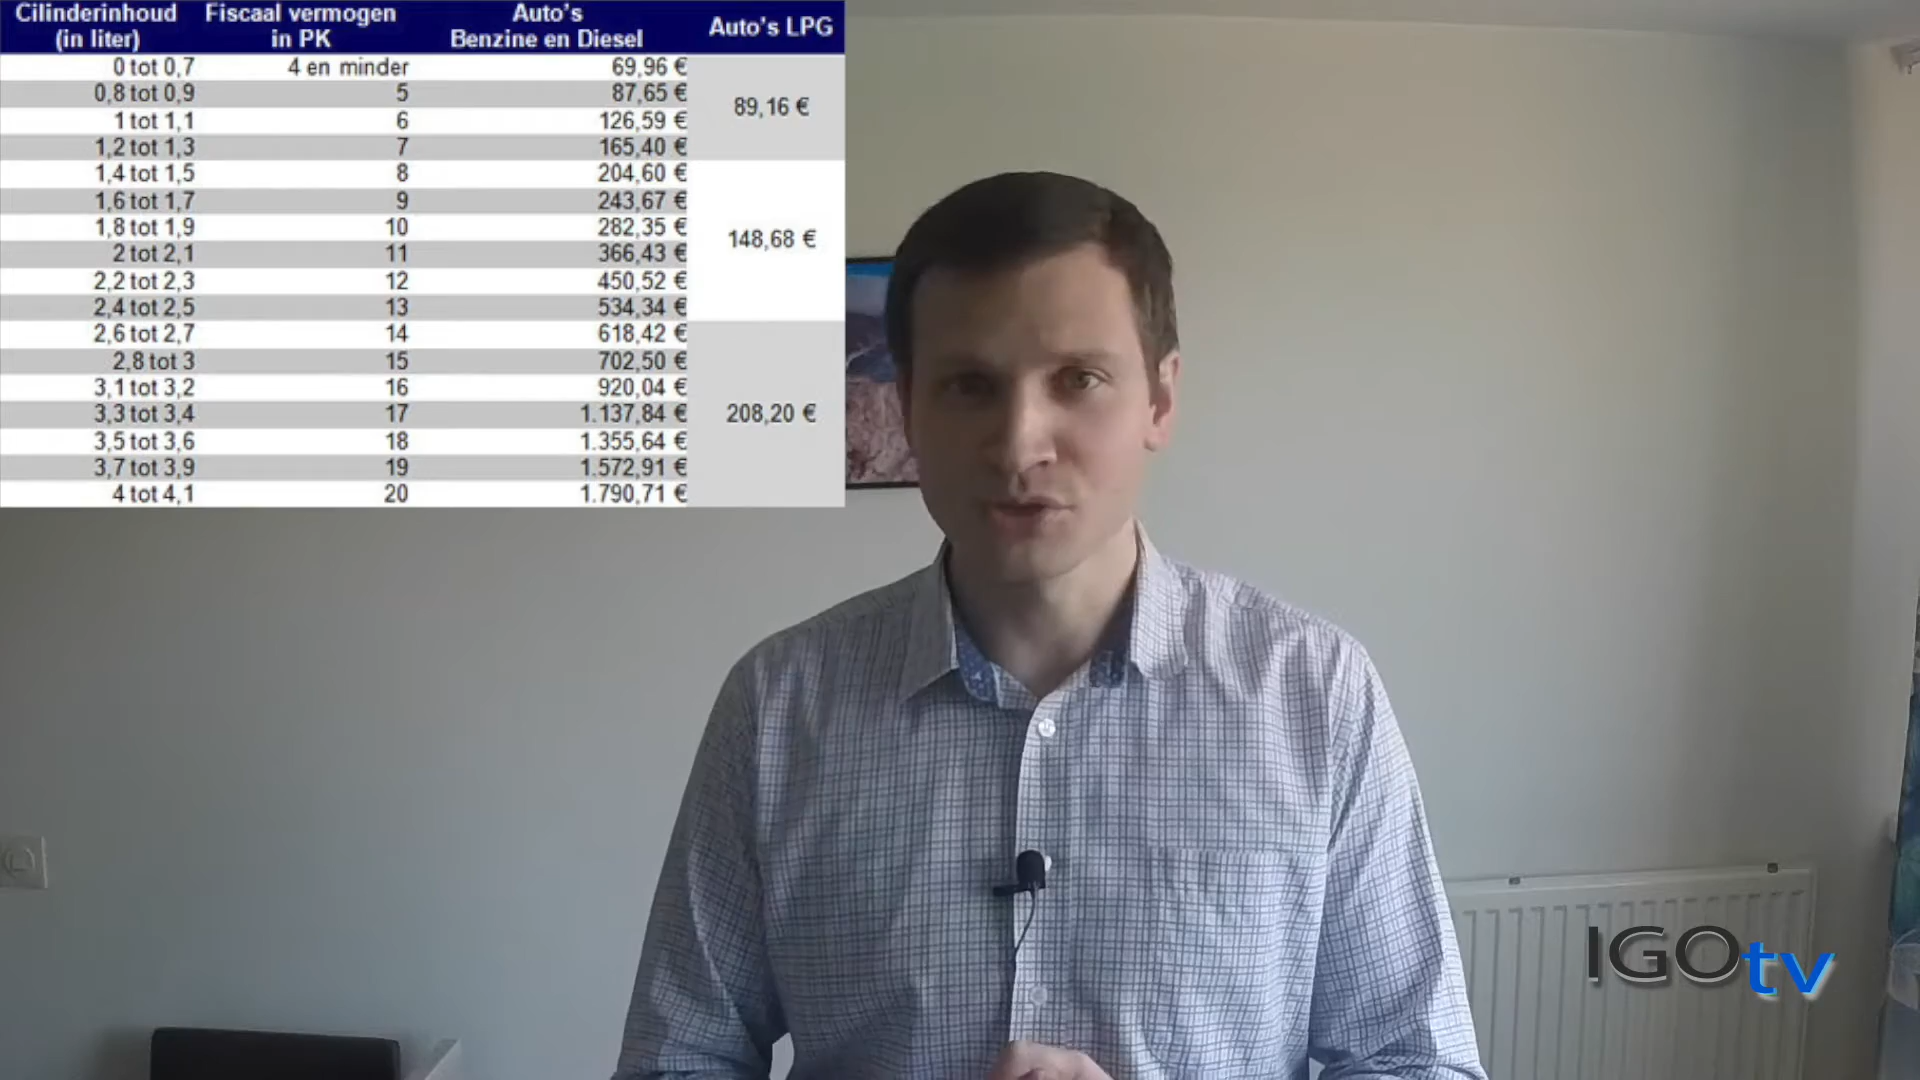 Cilinderinhoud (in liter) Fiscaal vermogen in PK Auto's Benzine en Diesel Auto's LPG
0 tot 0,7 4 en minder 69,96 €
0,8 tot 0,9 5 87,65 €
89,16 €
1 tot 1,1 6 126,59 €
1,2 tot 1,3 7 165,40 €
1,4 tot 1,5 8 204,60 €
1,6 tot 1,7 9 243,67 €
1,8 tot 1,9 10 282,35 €
148,68 €
2 tot 2,1 11 366,43 €
2,2 tot 2,3 12 450,52 €
2,4 tot 2,5 13 534,34 €
2,6 tot 2,7 14 618,42 €
2,8 tot 3 15 702,50 €
3,1 tot 3,2 16 920,04 €
3,3 tot 3,4 17 1.137,84 € 208,20 €
3,5 tot 3,6 18 1.355,64 €
3,7 tot 3,9 19 1.572,91 €
4 tot 4,1 20 1.790,71 €
IGOtv